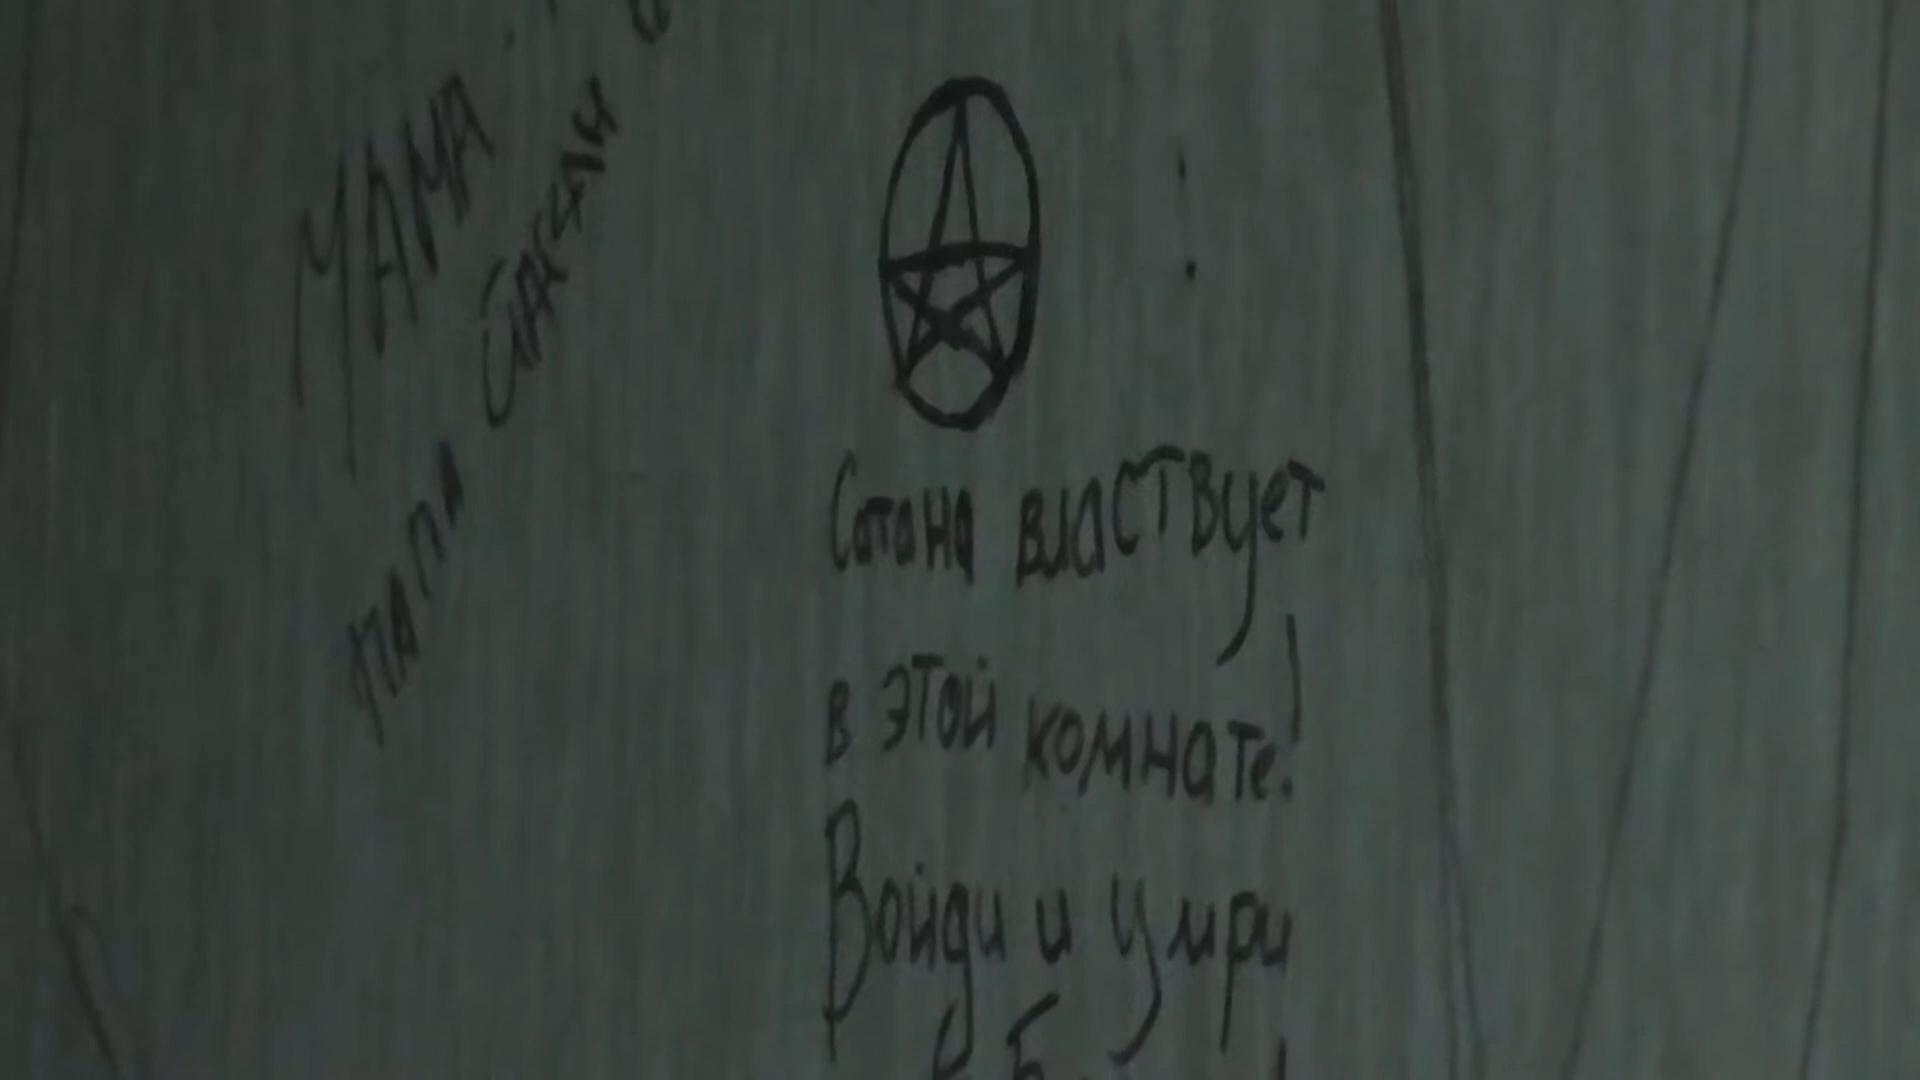 МАМА
ПАПА
Сатана властвует
в этой комнате!
Войди и умри